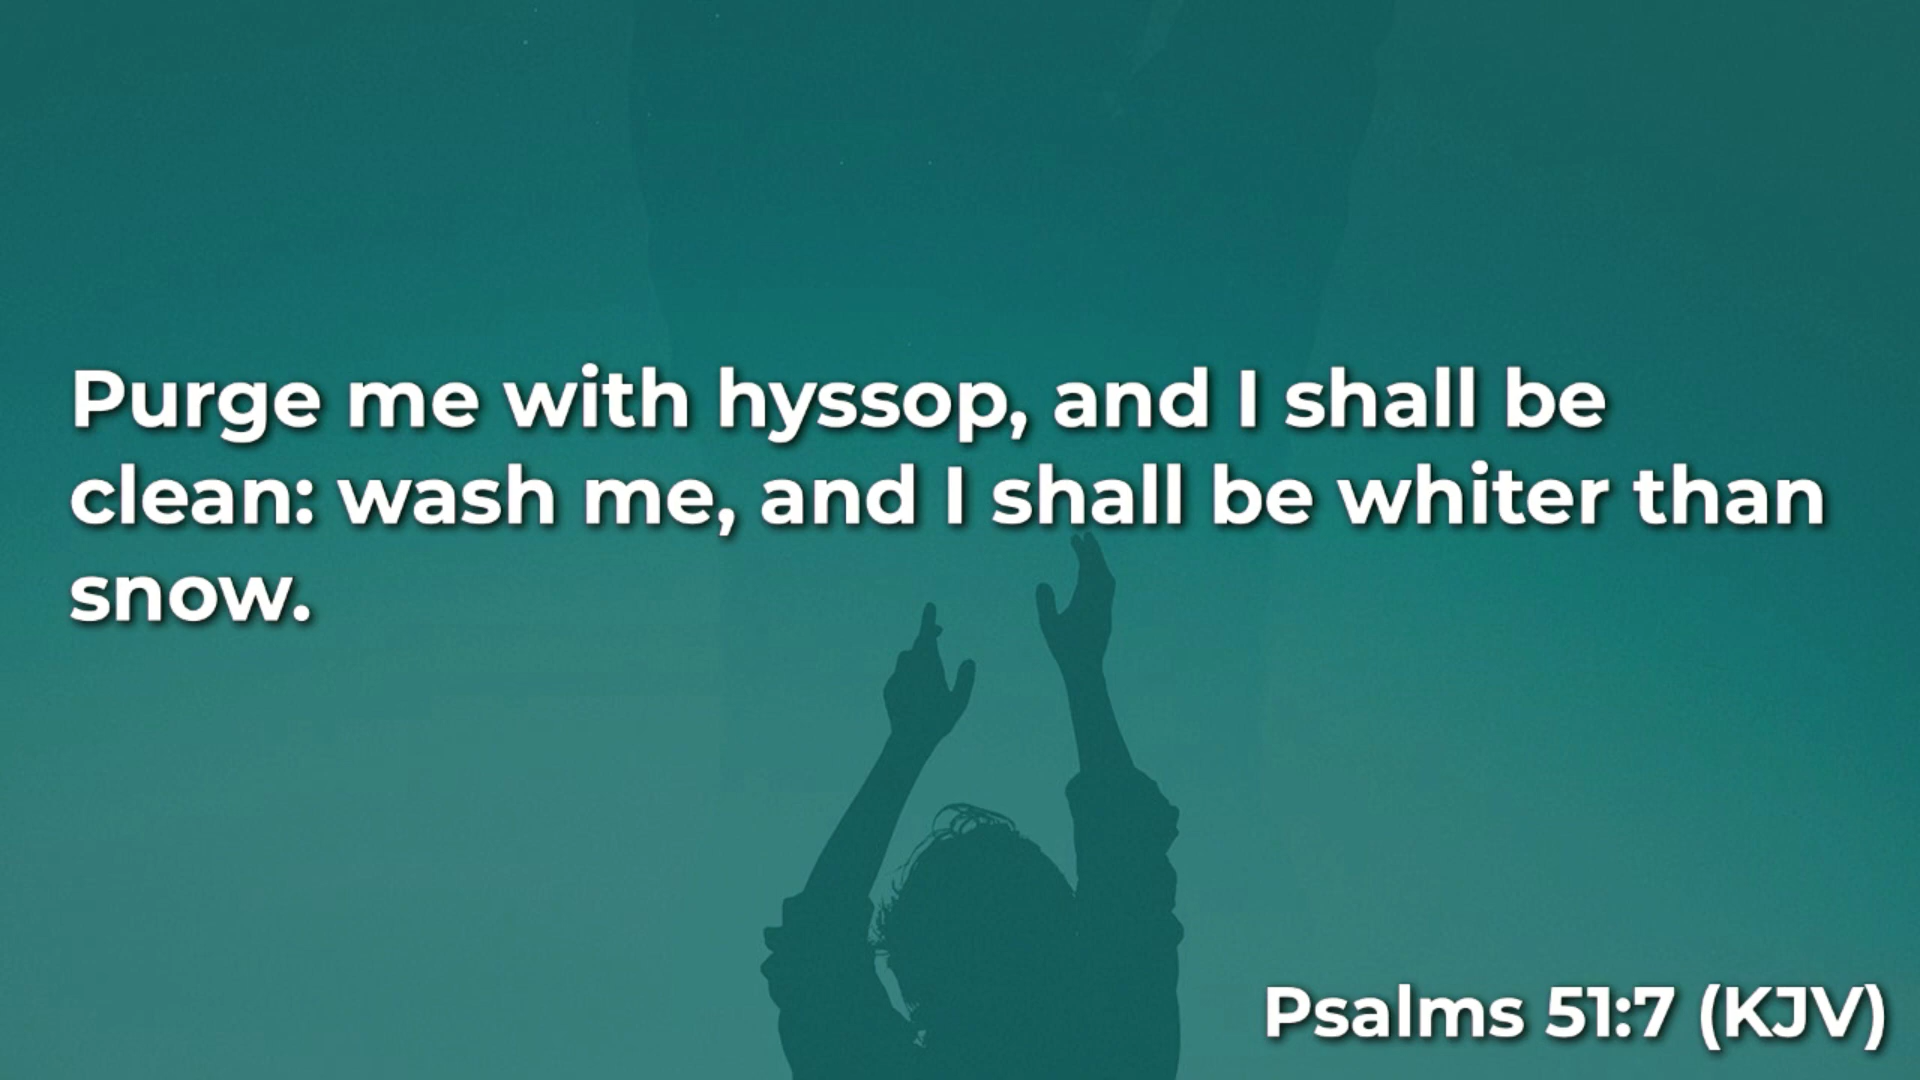 Purge me with hyssop, and I shall be
clean: wash me, and I shall be whiter than
snow.
Psalms 51:7 (KJV)